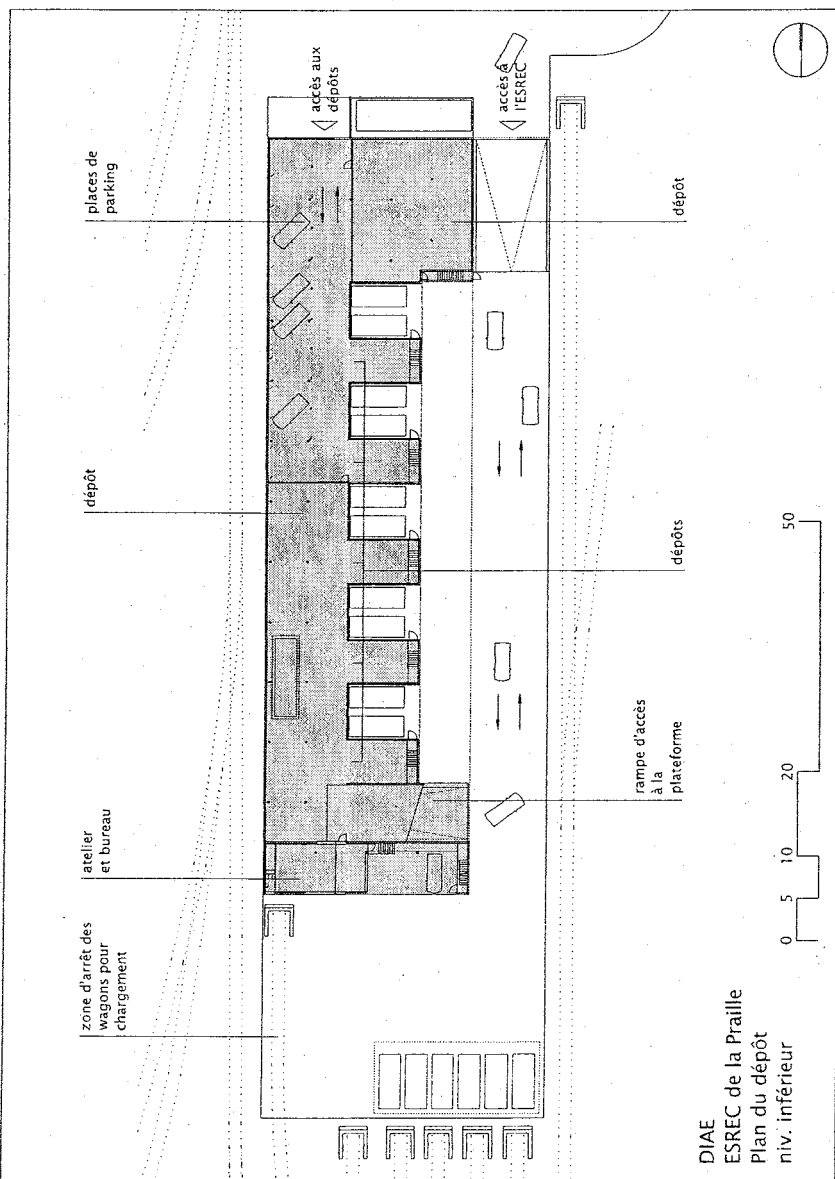 accès aux
dépôts
accès à
l'ESREC
places de
parking
dépôt
dépôt
dépôts
rampe d'accès
à la
plateforme
atelier
et bureau
zone d'arrêt des
wagons pour
chargement
0
5
10
20
50
DIAE
ESREC de la Praille
Plan du dépôt
niv. inférieur